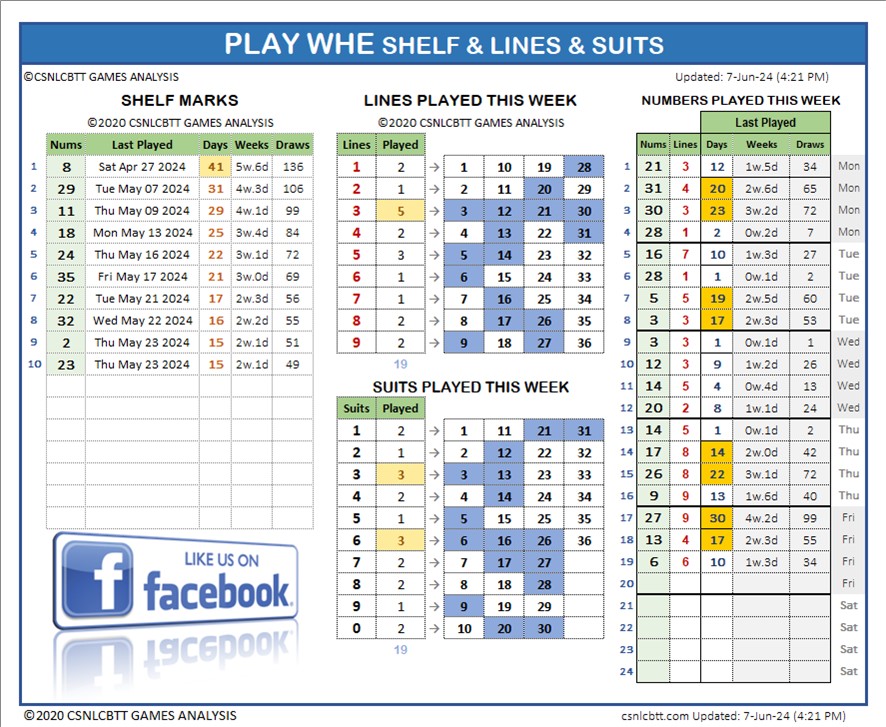 PLAY WHE SHELF & LINES & SUITS
©CSNLCBTT GAMES ANALYSIS
Updated: 7-Jun-24 (4:21 PM)
SHELF MARKS
©2020 CSNLCBTT GAMES ANALYSIS
Nums Last Played Days Weeks Draws
1 8 Sat Apr 27 2024 41 5w.6d 136
2 29 Tue May 07 2024 31 4w.3d 106
3 11 Thu May 09 2024 29 4w.1d 99
4 18 Mon May 13 2024 25 3w.4d 84
5 24 Thu May 16 2024 22 3w.1d 72
6 35 Fri May 17 2024 21 3w.0d 69
7 22 Tue May 21 2024 17 2w.3d 56
8 32 Wed May 22 2024 16 2w.2d 55
9 2 Thu May 23 2024 15 2w.1d 51
10 23 Thu May 23 2024 15 2w.1d 49
LIKE US ON
facebook
LINES PLAYED THIS WEEK
©2020 CSNLCBTT GAMES ANALYSIS
Lines Played
1 2 → 1 10 19 28
2 1 → 2 11 20 29
3 5 → 3 12 21 30
4 2 → 4 13 22 31
5 3 → 5 14 23 32
6 1 → 6 15 24 33
7 1 → 7 16 25 34
8 2 → 8 17 26 35
9 2 → 9 18 27 36
19
SUITS PLAYED THIS WEEK
Suits Played
1 2 → 1 11 21 31
2 1 → 2 12 22 32
3 3 → 3 13 23 33
4 2 → 4 14 24 34
5 1 → 5 15 25 35
6 3 → 6 16 26 36
7 2 → 7 17 27
8 2 → 8 18 28
9 1 → 9 19 29
0 2 → 10 20 30
19
NUMBERS PLAYED THIS WEEK
Last Played
Nums Lines Days Weeks Draws
1 21 3 12 1w.5d 34 Mon
2 31 4 20 2w.6d 65 Mon
3 30 3 23 3w.2d 72 Mon
4 28 1 2 0w.2d 7 Mon
5 16 7 10 1w.3d 27 Tue
6 28 1 1 0w.1d 2 Tue
7 5 5 19 2w.5d 60 Tue
8 3 3 17 2w.3d 53 Tue
9 3 3 1 0w.1d 1 Wed
10 12 3 9 1w.2d 26 Wed
11 14 5 4 0w.4d 13 Wed
12 20 2 8 1w.1d 24 Wed
13 14 5 1 0w.1d 2 Thu
14 17 8 14 2w.0d 42 Thu
15 26 8 22 3w.1d 72 Thu
16 9 9 13 1w.6d 40 Thu
17 27 9 30 4w.2d 99 Fri
18 13 4 17 2w.3d 55 Fri
19 6 6 10 1w.3d 34 Fri
20 Fri
21 Sat
22 Sat
23 Sat
24 Sat
©2020 CSNLCBTT GAMES ANALYSIS
csnlcbtt.com Updated: 7-Jun-24 (4:21 PM)